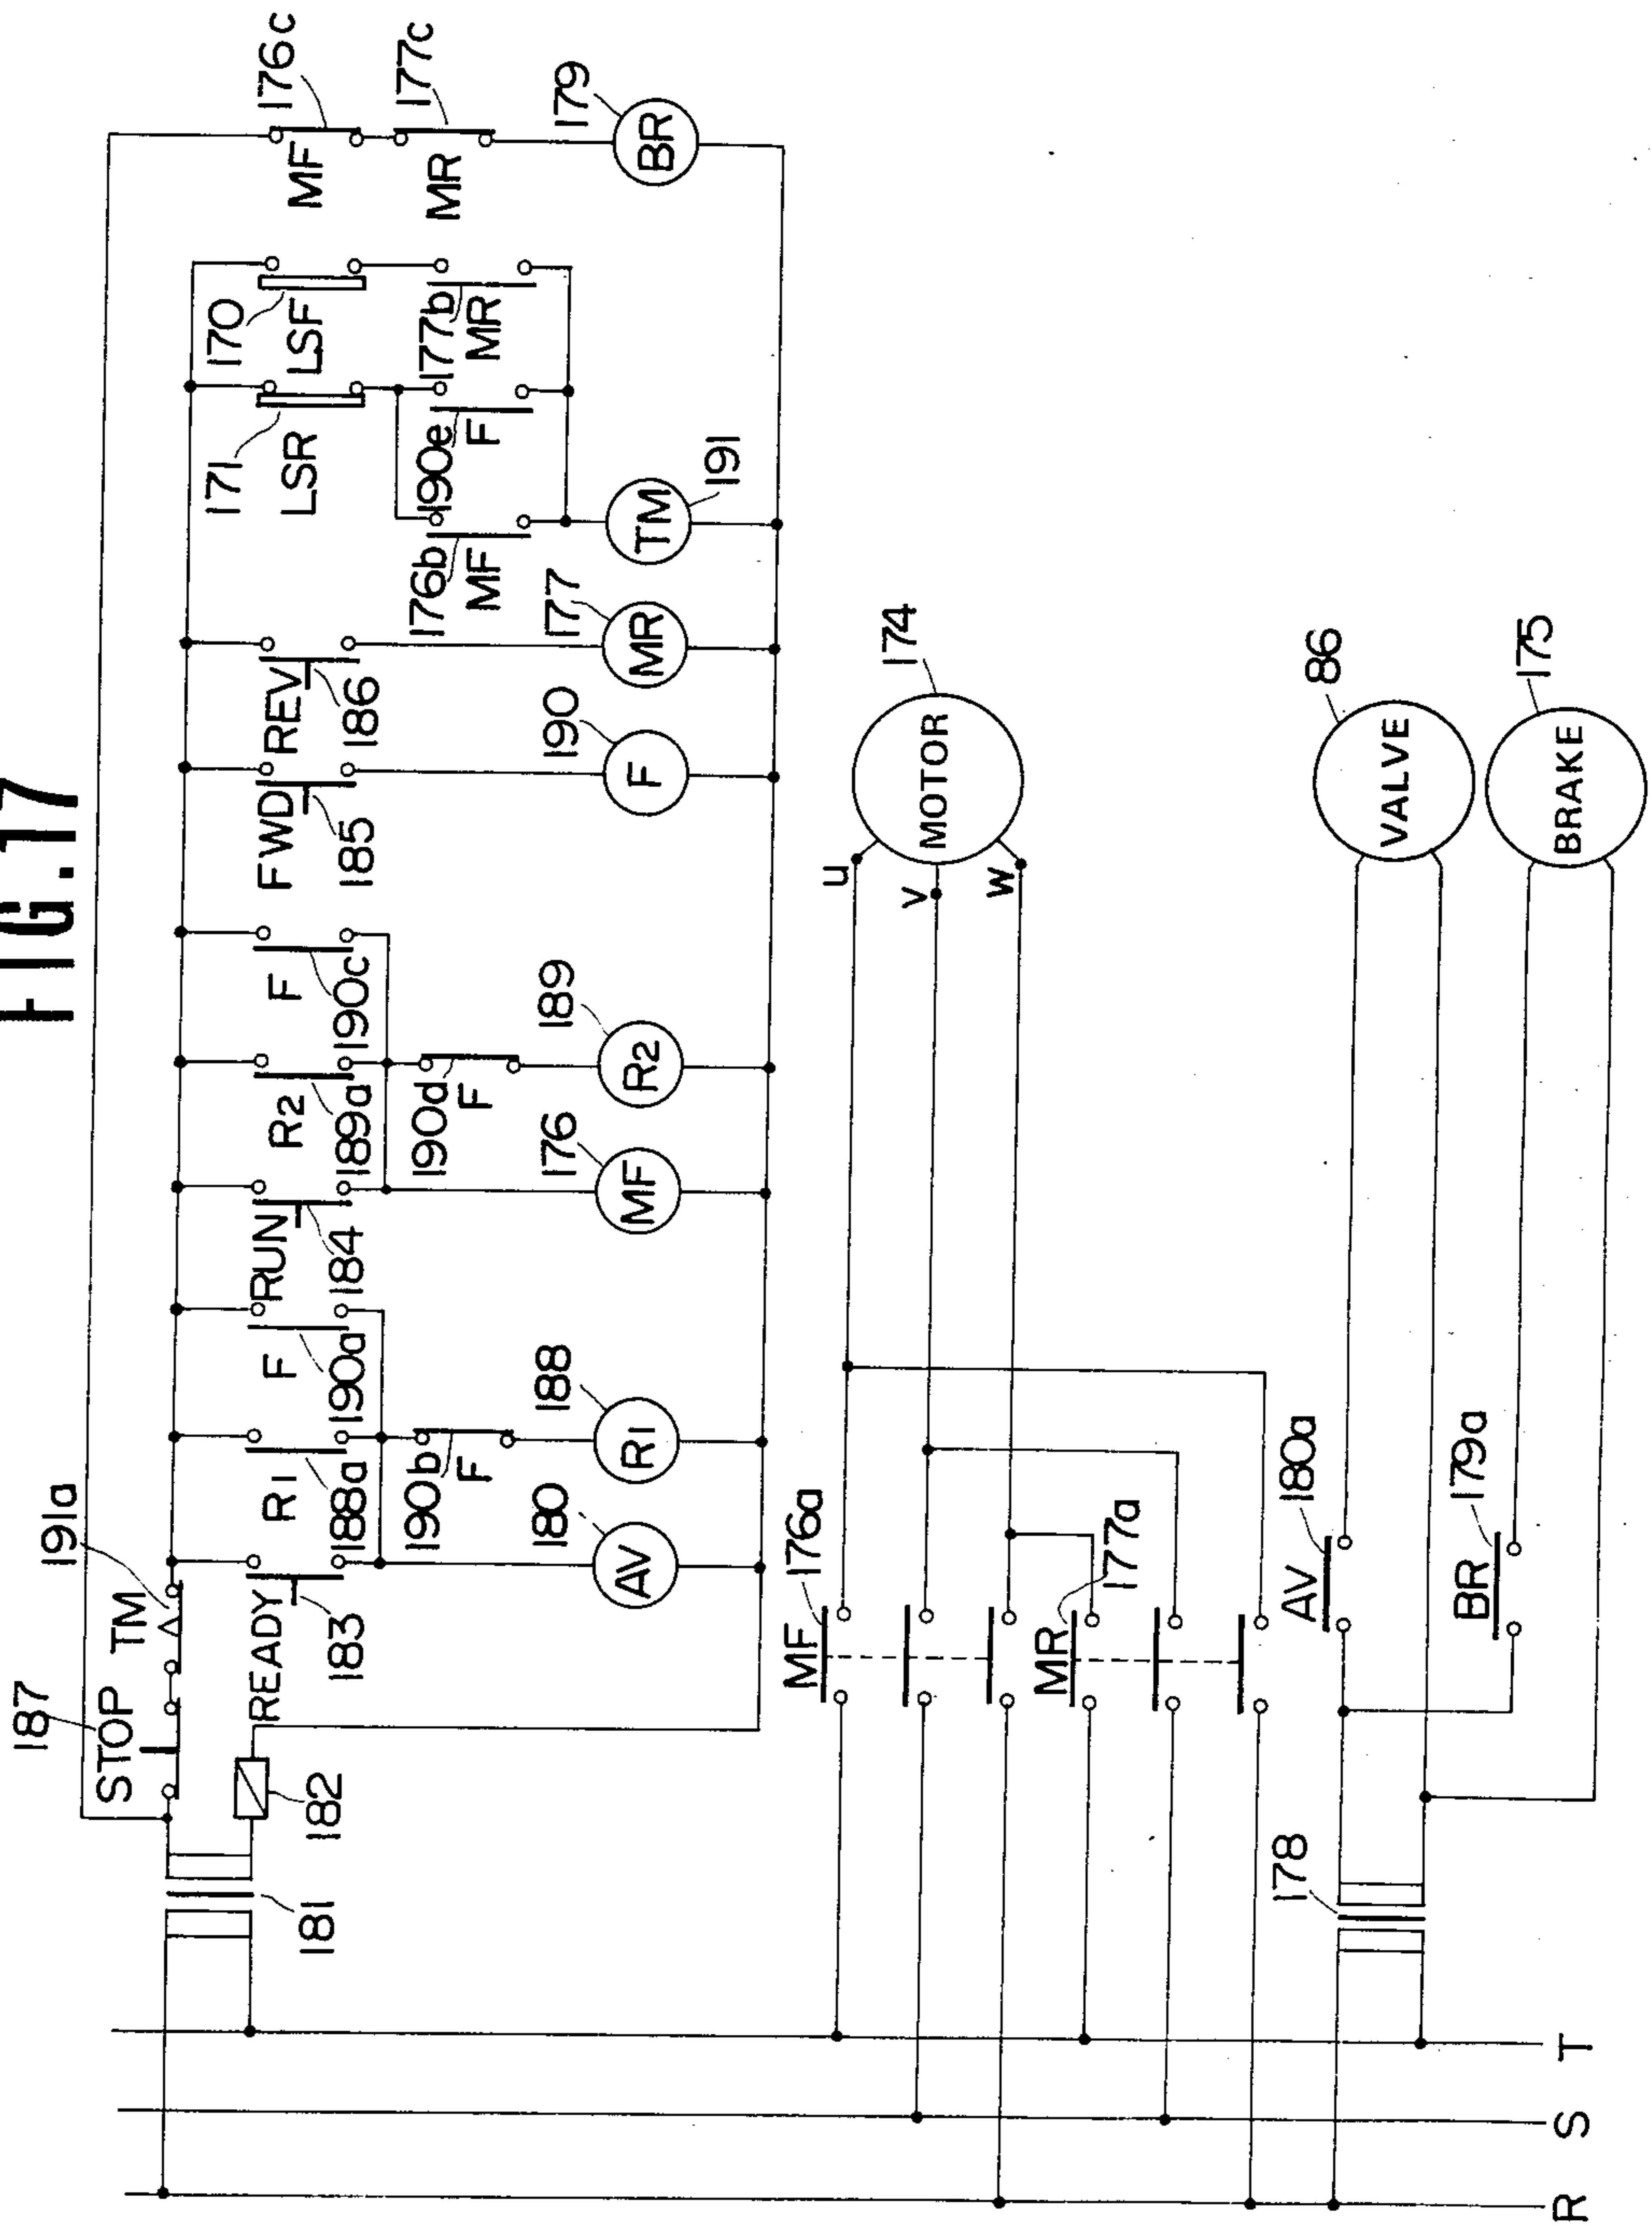 FIG. 17
187
STOP
191a
TM
181
182
READY
183
R1
188a
F
190a
RUN
184
R2
189a
F
190c
FWD
185
REV
186
171
LSR
170
LSF
176c
MF
177c
MR
190b
F
190d
F
176b
MF
190e
F
177b
MR
180
AV
188
R1
176
MF
189
R2
190
F
177
MR
TM
191
179
BR
MF
176a
MR
177a
u
v
w
174
MOTOR
178
AV
180a
BR
179a
86
VALVE
175
BRAKE
R
S
T